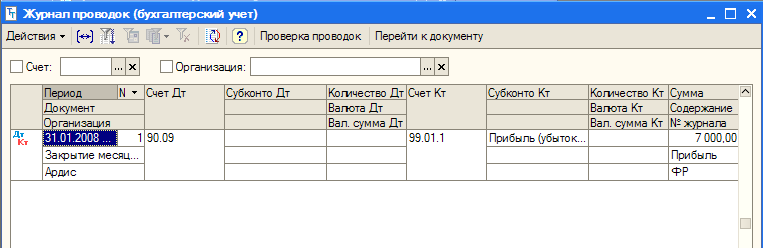 Журнал проводок (бухгалтерский учет)
Действия Проверка проводок Перейти к документу
Счет: ... x Организация: ... x
Период N Счет Дт Субконто Дт Количество Дт Счет Кт Субконто Кт Количество Кт Сумма
Документ Валюта Дт Валюта Кт Содержание
Организация Вал. сумма Дт Вал. сумма Кт № журнала
Дт 31.01.2008 ... 1 90.09 99.01.1 Прибыль (убыток... 7 000,00
Кт
Закрытие месяц... Прибыль
Ардис ФР